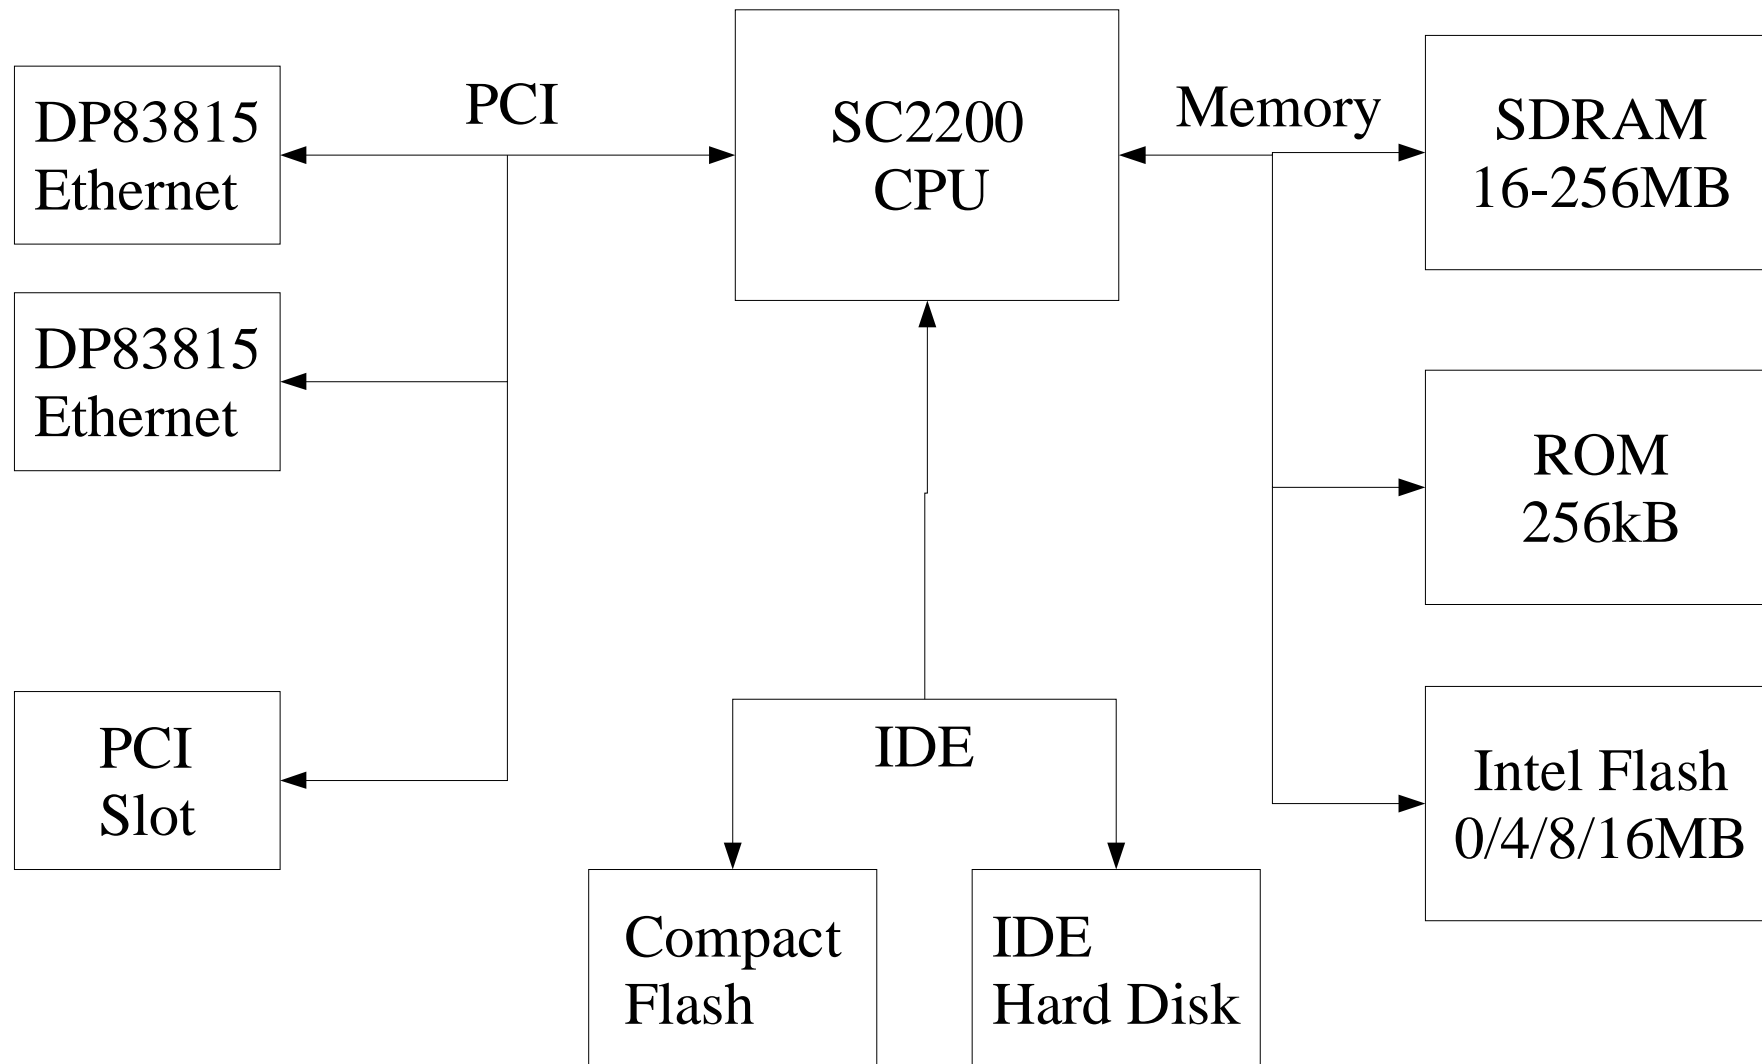 DP83815
Ethernet
PCI
SC2200
CPU
Memory
SDRAM
16-256MB
DP83815
Ethernet
ROM
256kB
PCI
Slot
IDE
Intel Flash
0/4/8/16MB
Compact
Flash
IDE
Hard Disk